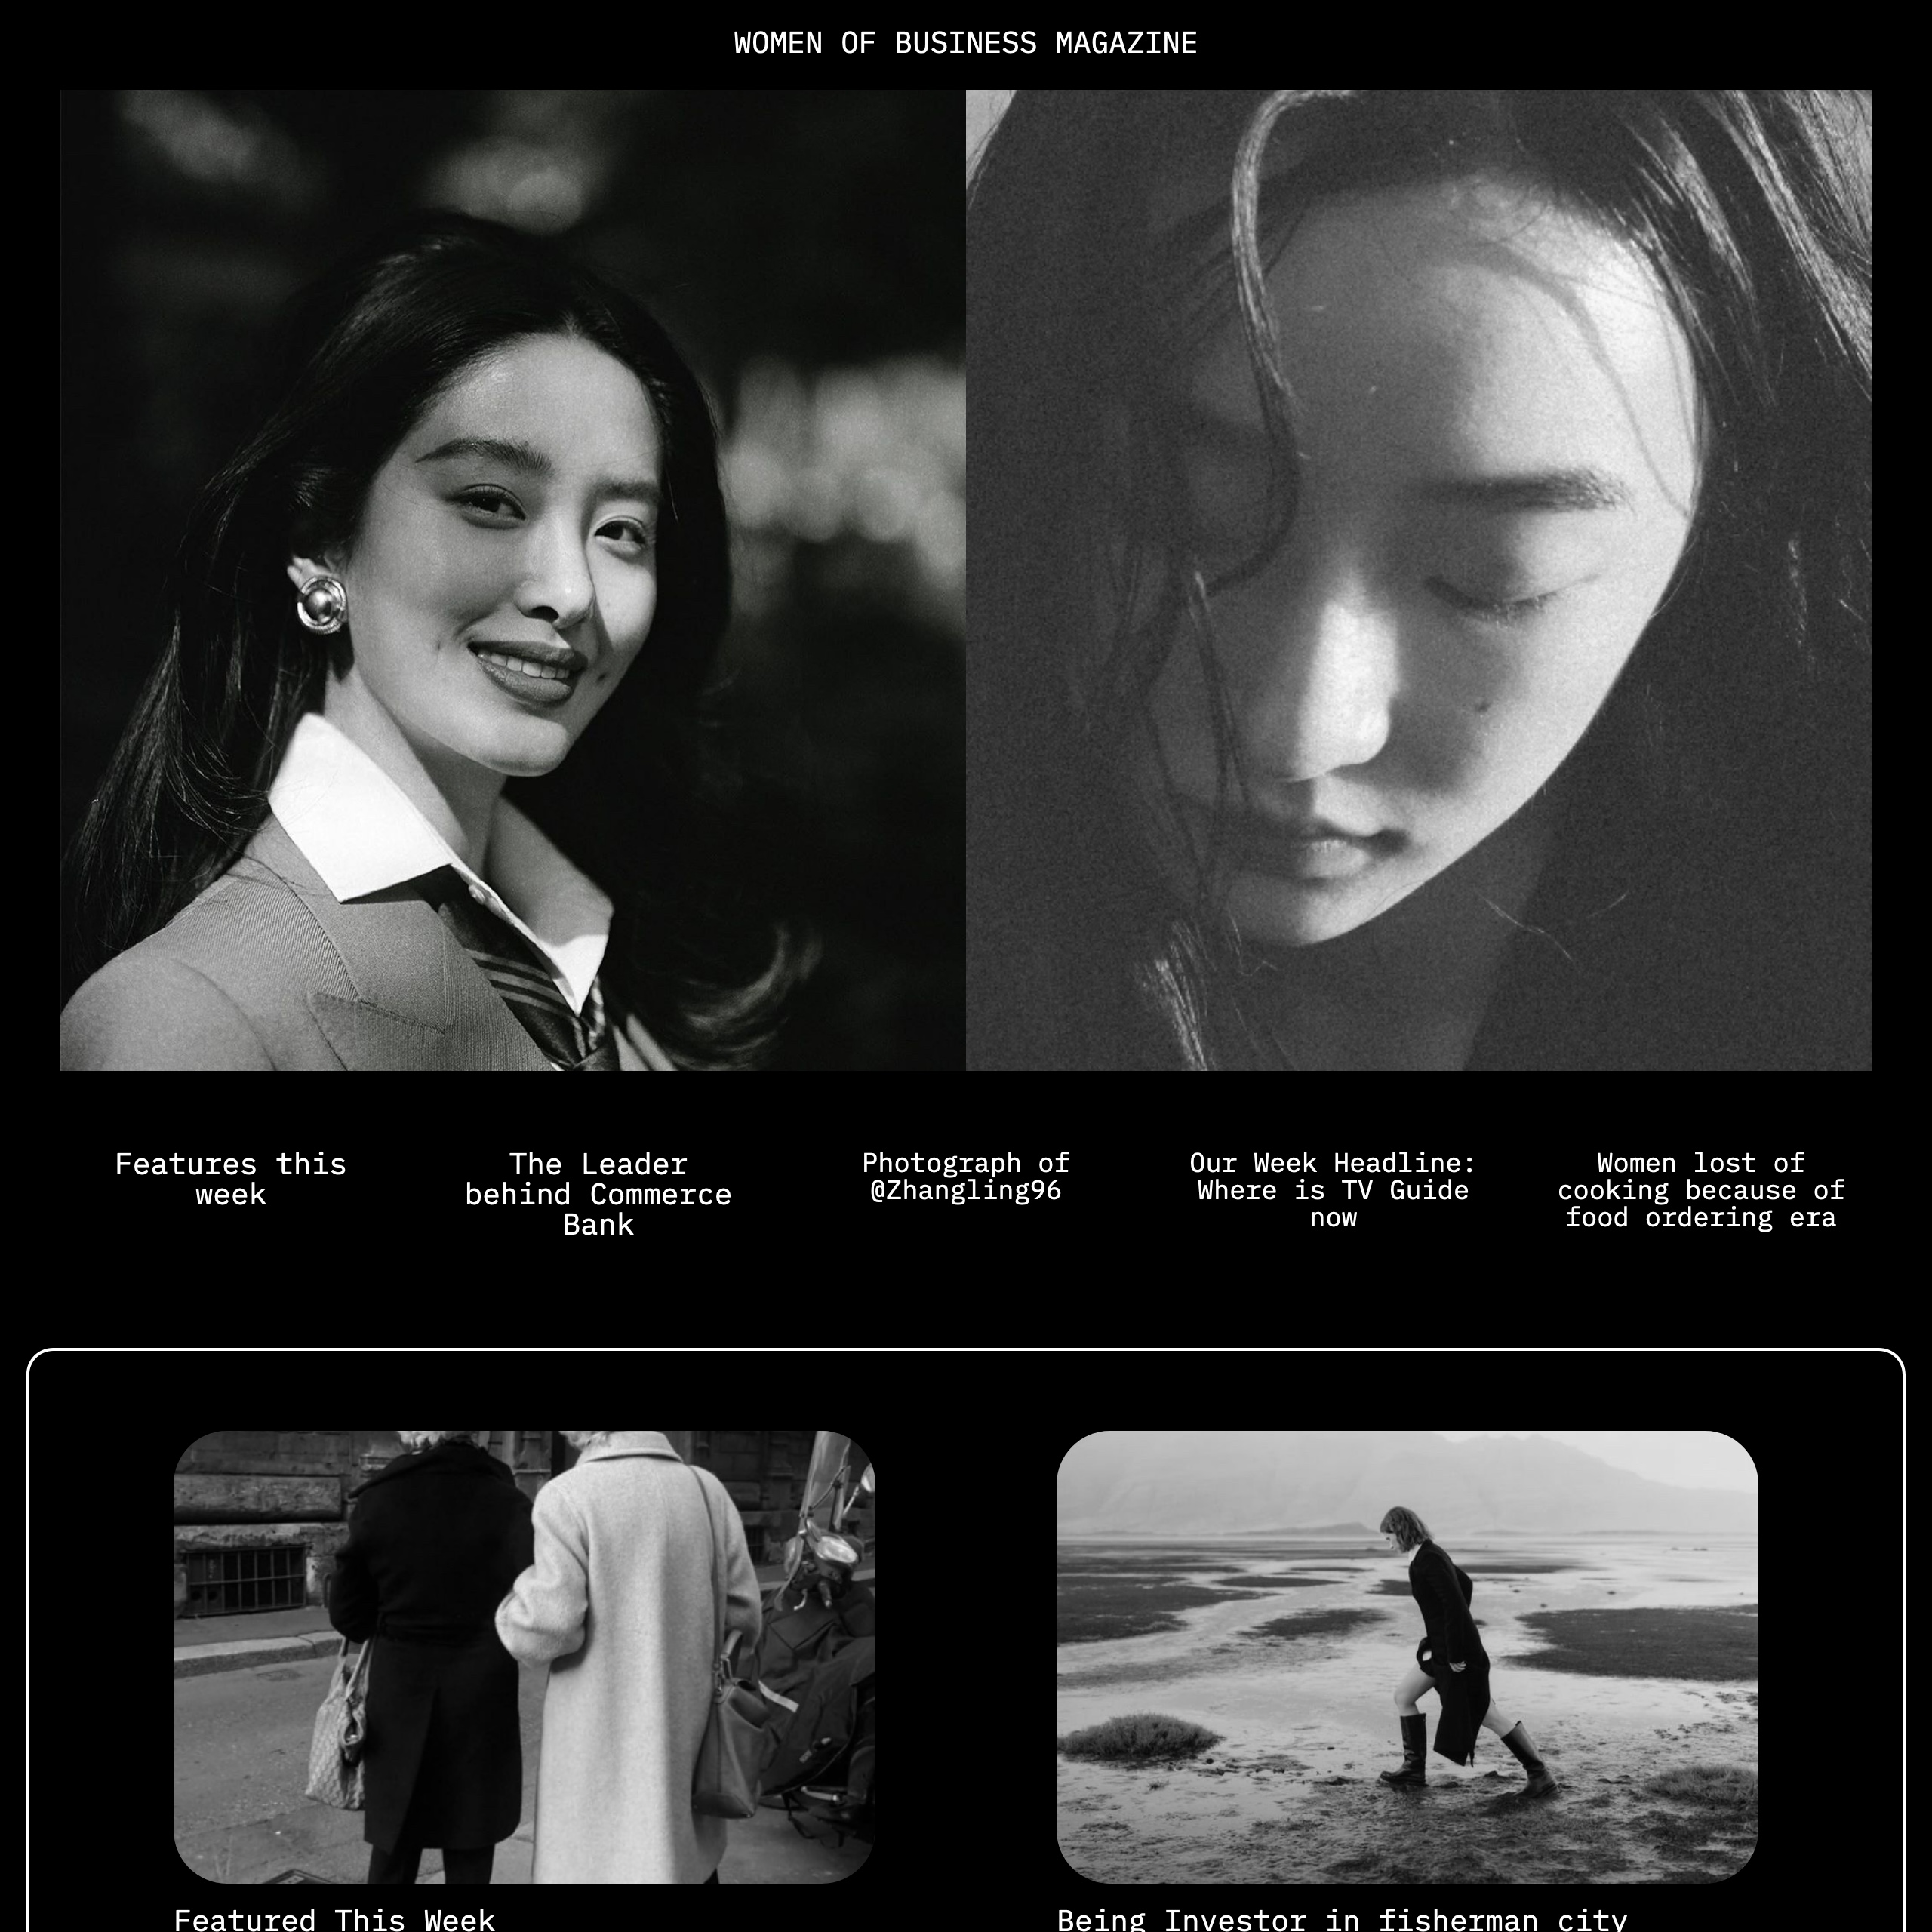 WOMEN OF BUSINESS MAGAZINE
Features this
week
The Leader
behind Commerce
Bank
Photograph of
@Zhangling96
Our Week Headline:
Where is TV Guide
now
Women lost of
cooking because of
food ordering era
Featured This Week
Being Investor in fisherman city